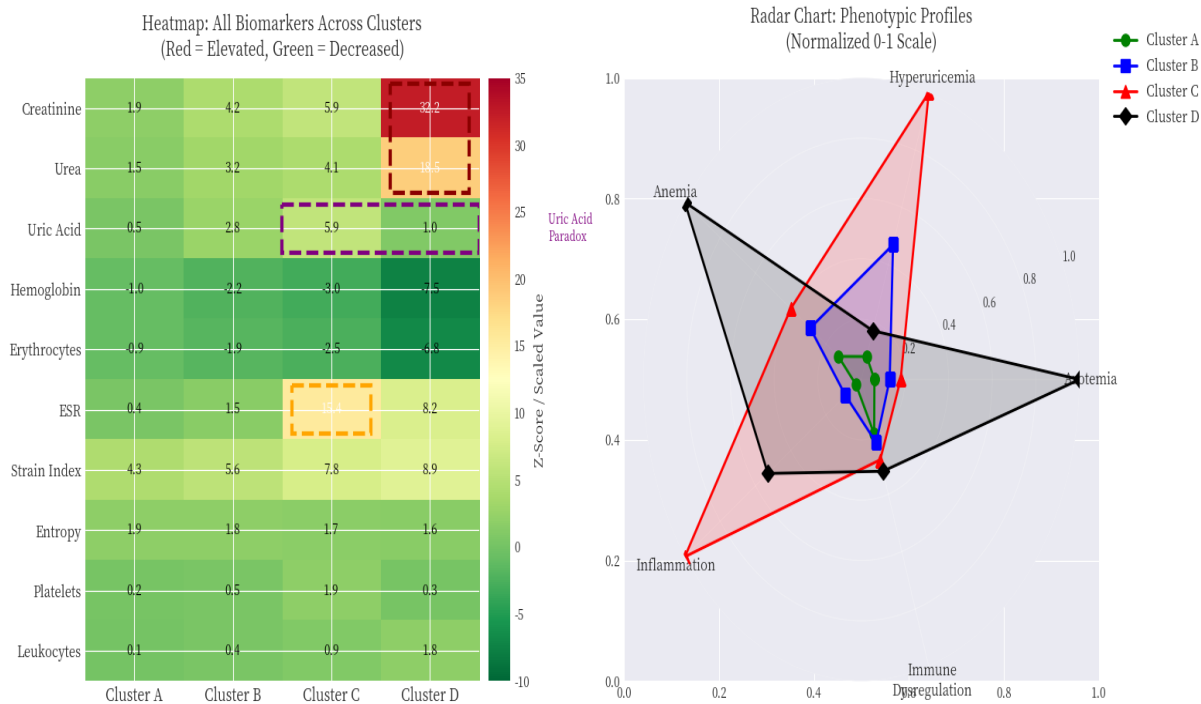 Heatmap: All Biomarkers Across Clusters
(Red = Elevated, Green = Decreased)
Creatinine 1.9 4.2 5.9 32.2
Urea 1.5 3.2 4.1 18.5
Uric Acid 0.5 2.8 5.9 1.0
Hemoglobin -1.0 -2.2 -3.0 -7.5
Erythrocytes -0.9 -1.9 -2.5 -6.8
ESR 0.4 1.5 15.4 8.2
Strain Index 4.3 5.6 7.8 8.9
Entropy 1.9 1.8 1.7 1.6
Platelets 0.2 0.5 1.9 0.3
Leukocytes 0.1 0.4 0.9 1.8
Cluster A Cluster B Cluster C Cluster D
35
30
25
20
15
10
5
0
-5
-10
Z-Score / Scaled Value
Uric Acid
Paradox
Radar Chart: Phenotypic Profiles
(Normalized 0-1 Scale)
Cluster A
Cluster B
Cluster C
Cluster D
Hyperuricemia
Anemia
Azotemia
Inflammation
Immune
Dysregulation
0.2
0.4
0.6
0.8
1.0
1.0
0.8
0.6
0.4
0.2
0.0
0.0 0.2 0.4 0.6 0.8 1.0